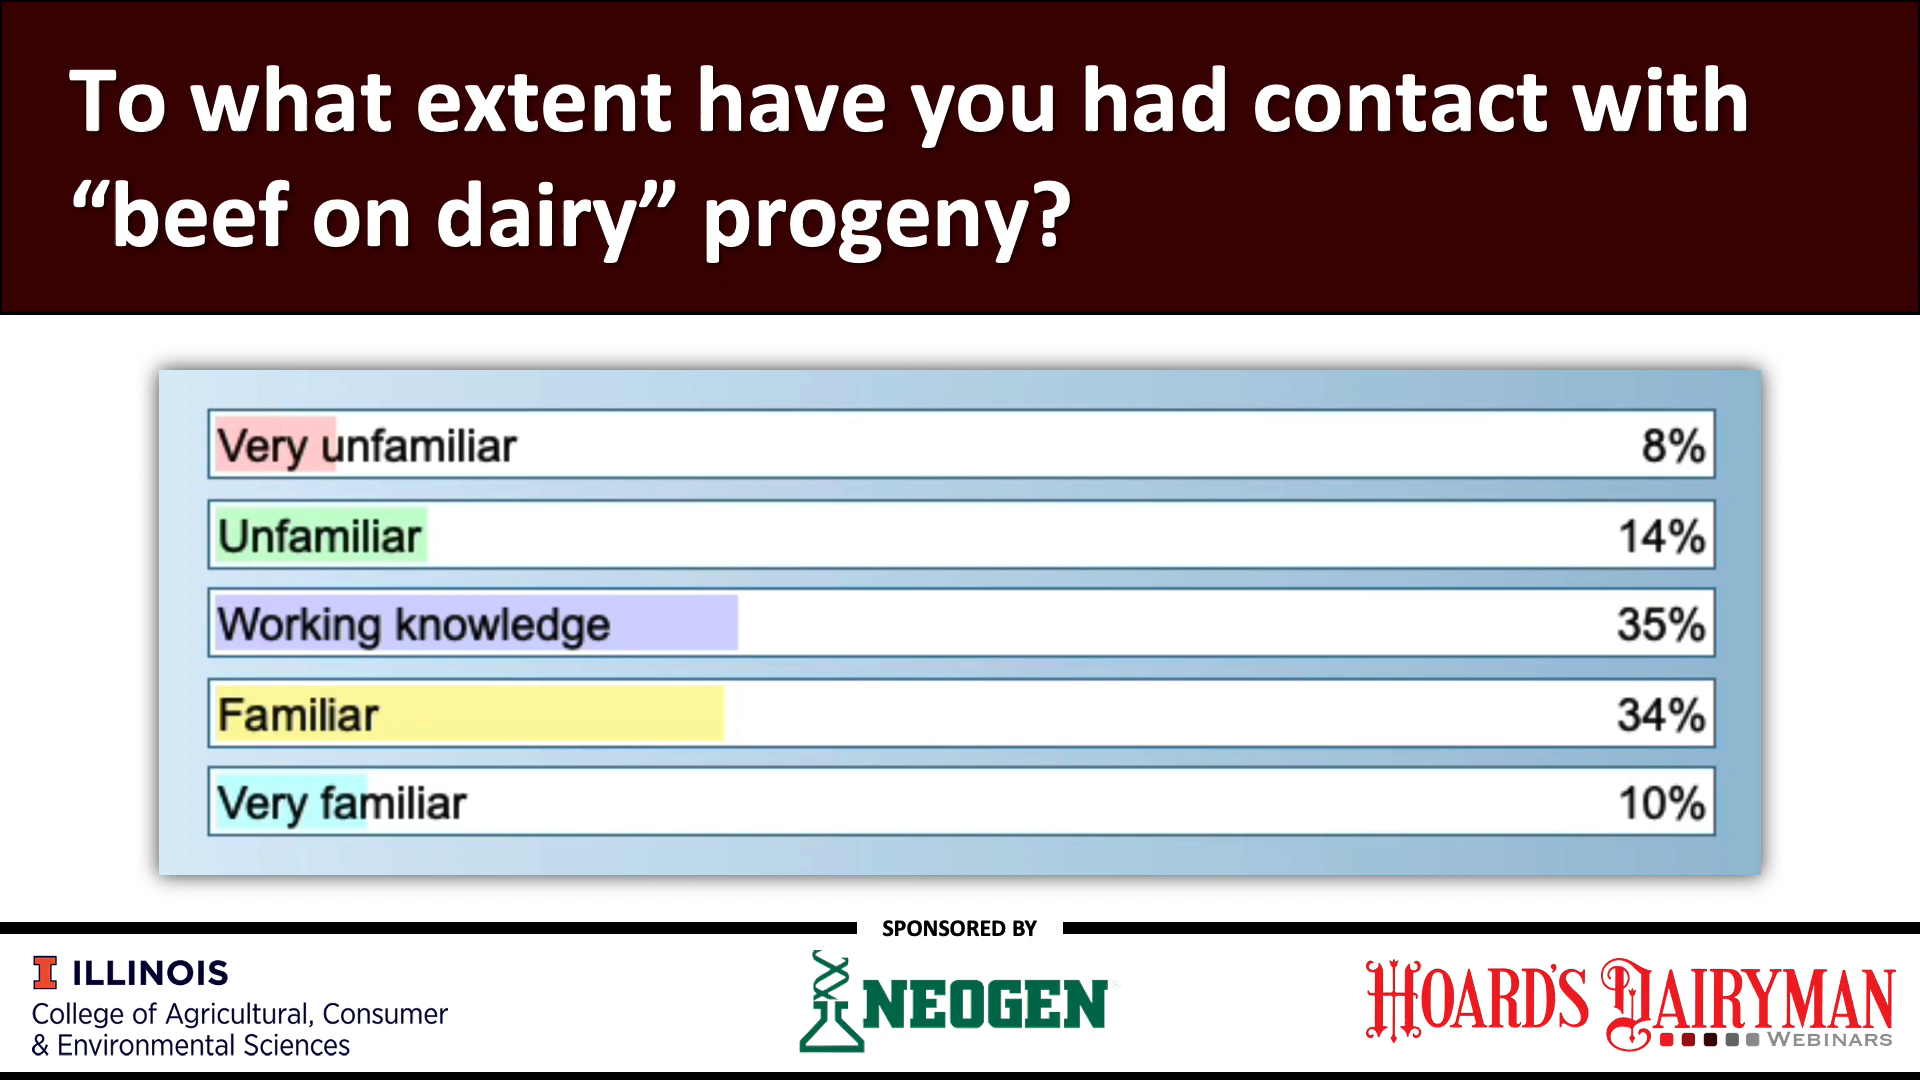 To what extent have you had contact with
“beef on dairy” progeny?
Very unfamiliar 8%
Unfamiliar 14%
Working knowledge 35%
Familiar 34%
Very familiar 10%
SPONSORED BY
I ILLINOIS
College of Agricultural, Consumer
& Environmental Sciences
NEOGEN
HOARD'S DAIRYMAN
WEBINARS